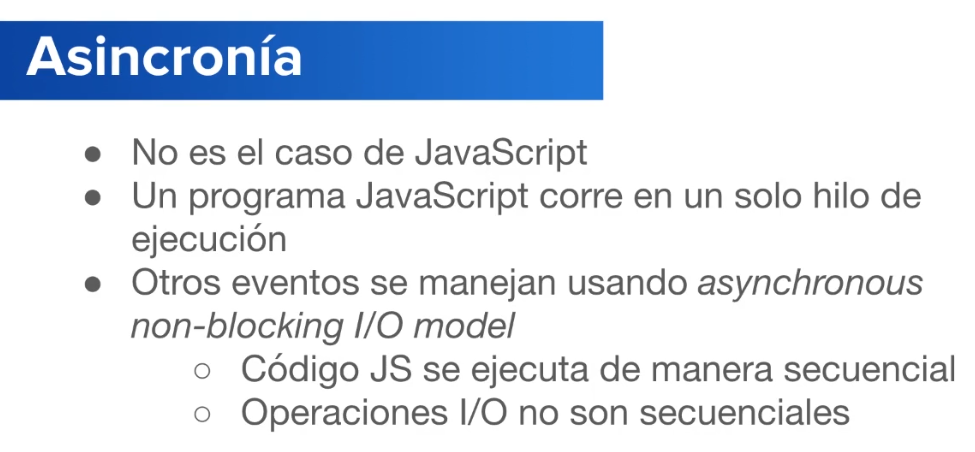 Asincronía
● No es el caso de JavaScript
● Un programa JavaScript corre en un solo hilo de
ejecución
● Otros eventos se manejan usando asynchronous
non-blocking I/O model
○ Código JS se ejecuta de manera secuencial
○ Operaciones I/O no son secuenciales